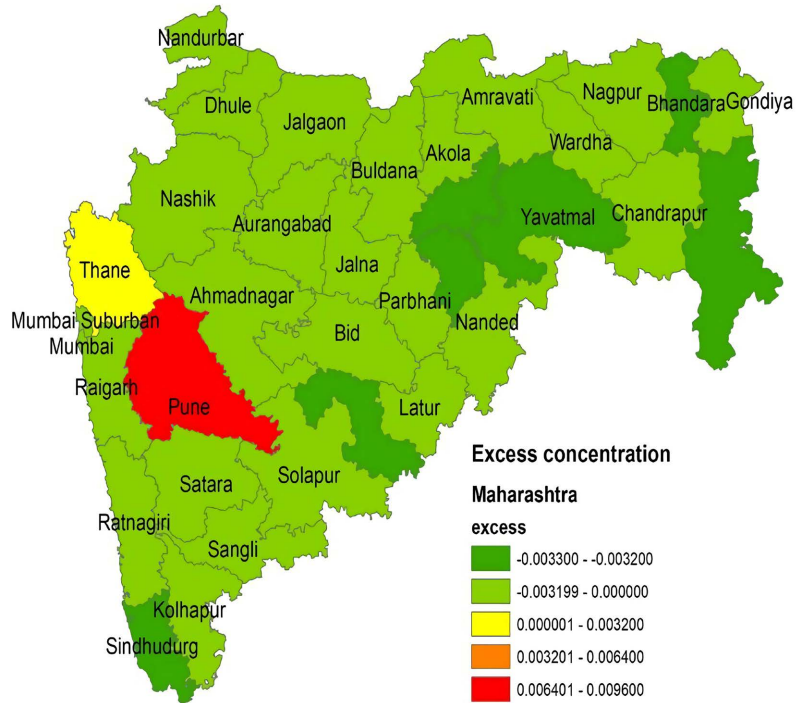 Nandurbar
Dhule
Jalgaon
Amravati
Nagpur
Bhandara
Gondiya
Buldana
Akola
Wardha
Nashik
Aurangabad
Yavatmal
Chandrapur
Thane
Jalna
Ahmadnagar
Parbhani
Mumbai Suburban
Mumbai
Bid
Nanded
Raigarh
Pune
Latur
Satara
Solapur
Ratnagiri
Sangli
Kolhapur
Sindhudurg
Excess concentration
Maharashtra
excess
-0.003300 - -0.003200
-0.003199 - 0.000000
0.000001 - 0.003200
0.003201 - 0.006400
0.006401 - 0.009600